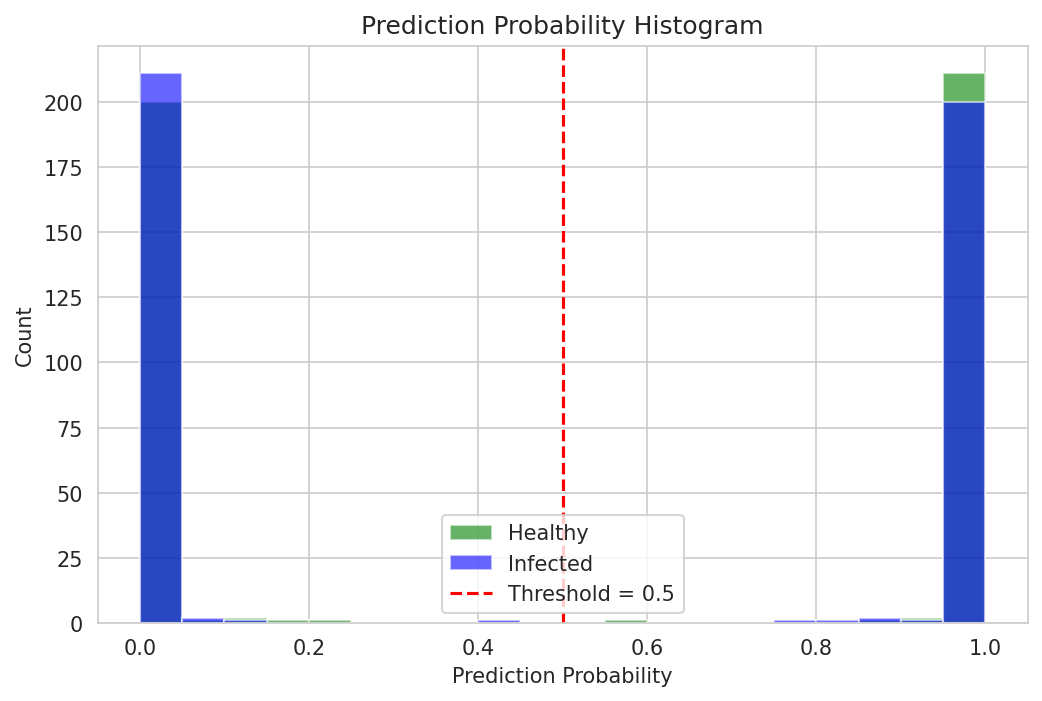 Prediction Probability Histogram
Count
200
175
150
125
100
75
50
25
0
Healthy
Infected
Threshold = 0.5
0.0 0.2 0.4 0.6 0.8 1.0
Prediction Probability